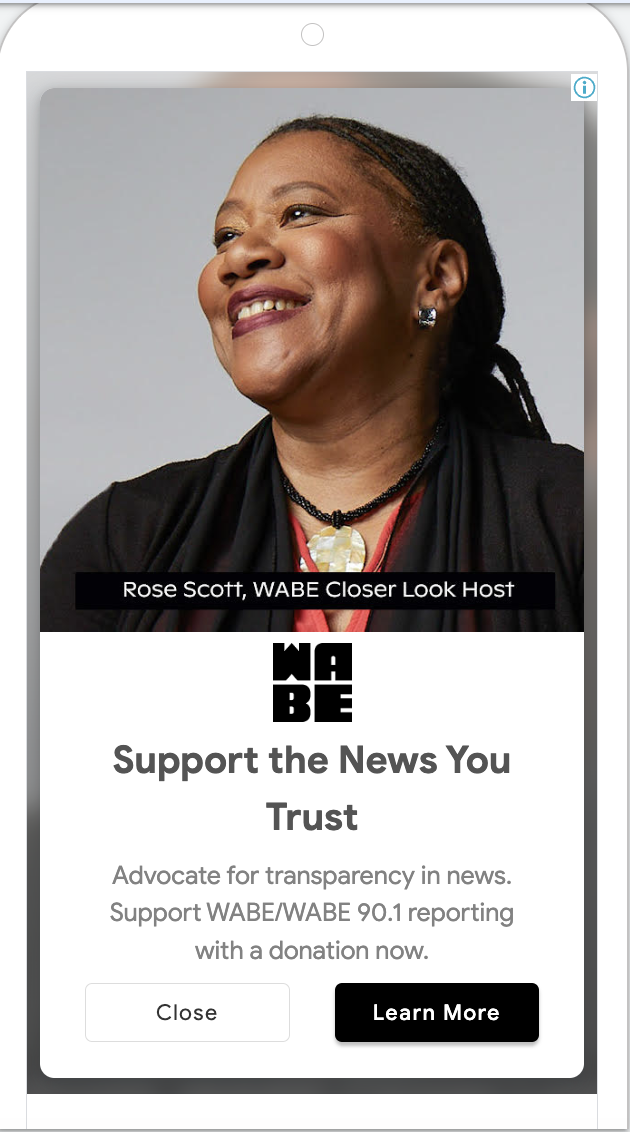 Rose Scott, WABE Closer Look Host
WA
BE
Support the News You
Trust
Advocate for transparency in news.
Support WABE/WABE 90.1 reporting
with a donation now.
Close
Learn More